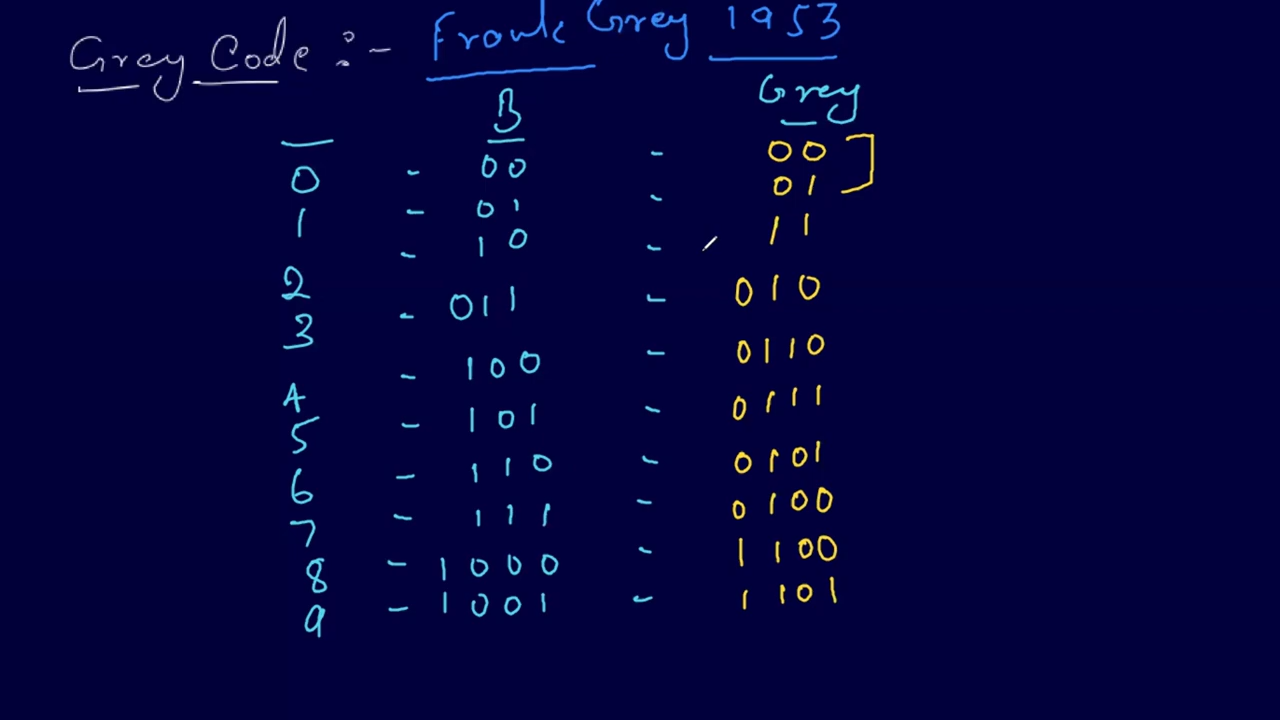 Grey Code :- Frank Grey 1953
B Grey
0 - 00 - 00
1 - 01 - 01
2 - 10 - 11
3 - 011 - 010
4 - 100 - 0110
5 - 101 - 0111
6 - 110 - 0101
7 - 111 - 0100
8 - 1000 - 1100
9 - 1001 - 1101